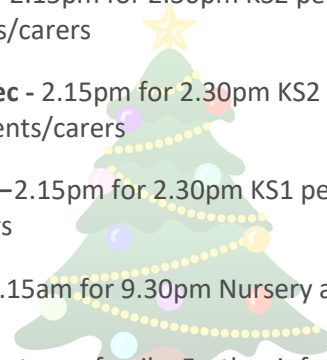 2.15pm for 2.30pm KS2 pe
s/carers
ec - 2.15pm for 2.30pm KS2
ents/carers
–2.15pm for 2.30pm KS1 pe
rs
.15am for 9.30pm Nursery a